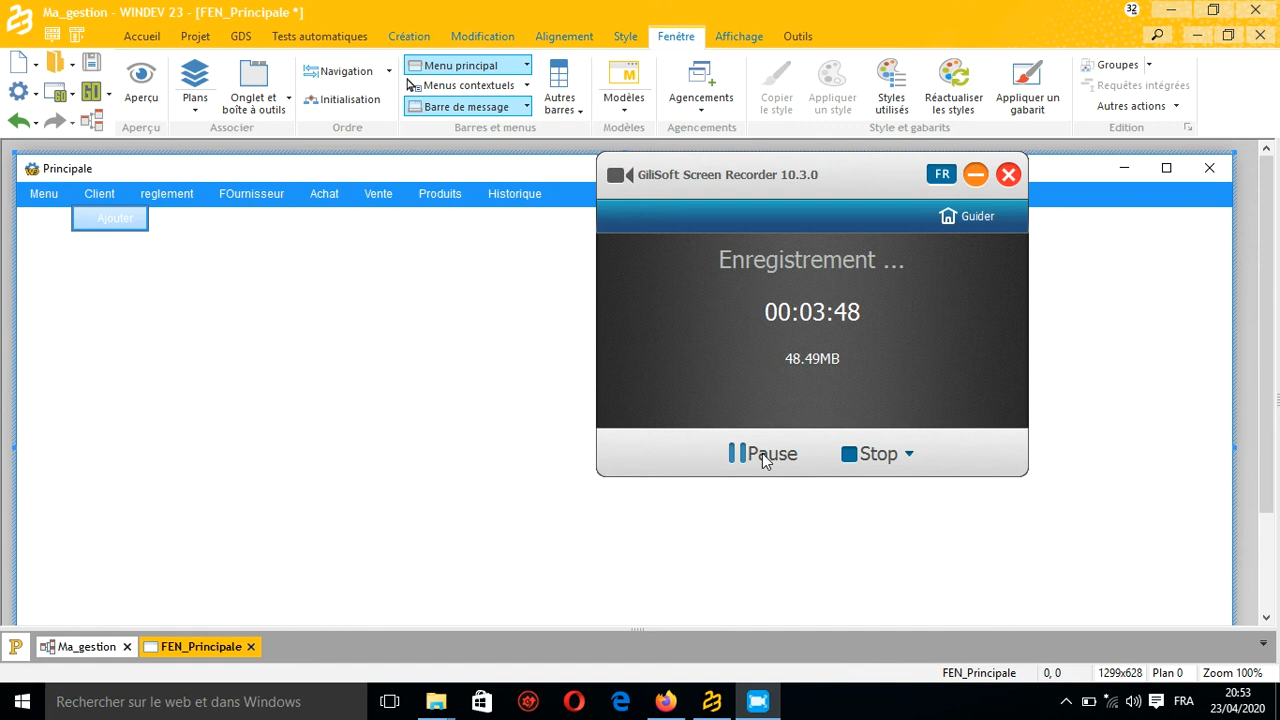 Ma_gestion - WINDEV 23 - [FEN_Principale *]
32
Accueil Projet GDS Tests automatiques Création Modification Alignement Style Fenêtre Affichage Outils
Aperçu
Plans
Onglet et boîte à outils
Navigation
Initialisation
Menu principal
Menus contextuels
Barre de message
Autres barres
Modèles
Agencements
Copier le style
Appliquer un style
Styles utilisés
Réactualiser les styles
Appliquer un gabarit
Groupes
Requêtes intégrées
Autres actions
Aperçu Associer Ordre Barres et menus Modèles Agencements Style et gabarits Edition
Principale
Menu Client reglement FOurnisseur Achat Vente Produits Historique
Ajouter
GiliSoft Screen Recorder 10.3.0 FR
Guider
Enregistrement ...
00:03:48
48.49MB
Pause Stop
Ma_gestion FEN_Principale
FEN_Principale 0, 0 1299x628 Plan 0 Zoom 100%
Rechercher sur le web et dans Windows
FRA
20:53
23/04/2020